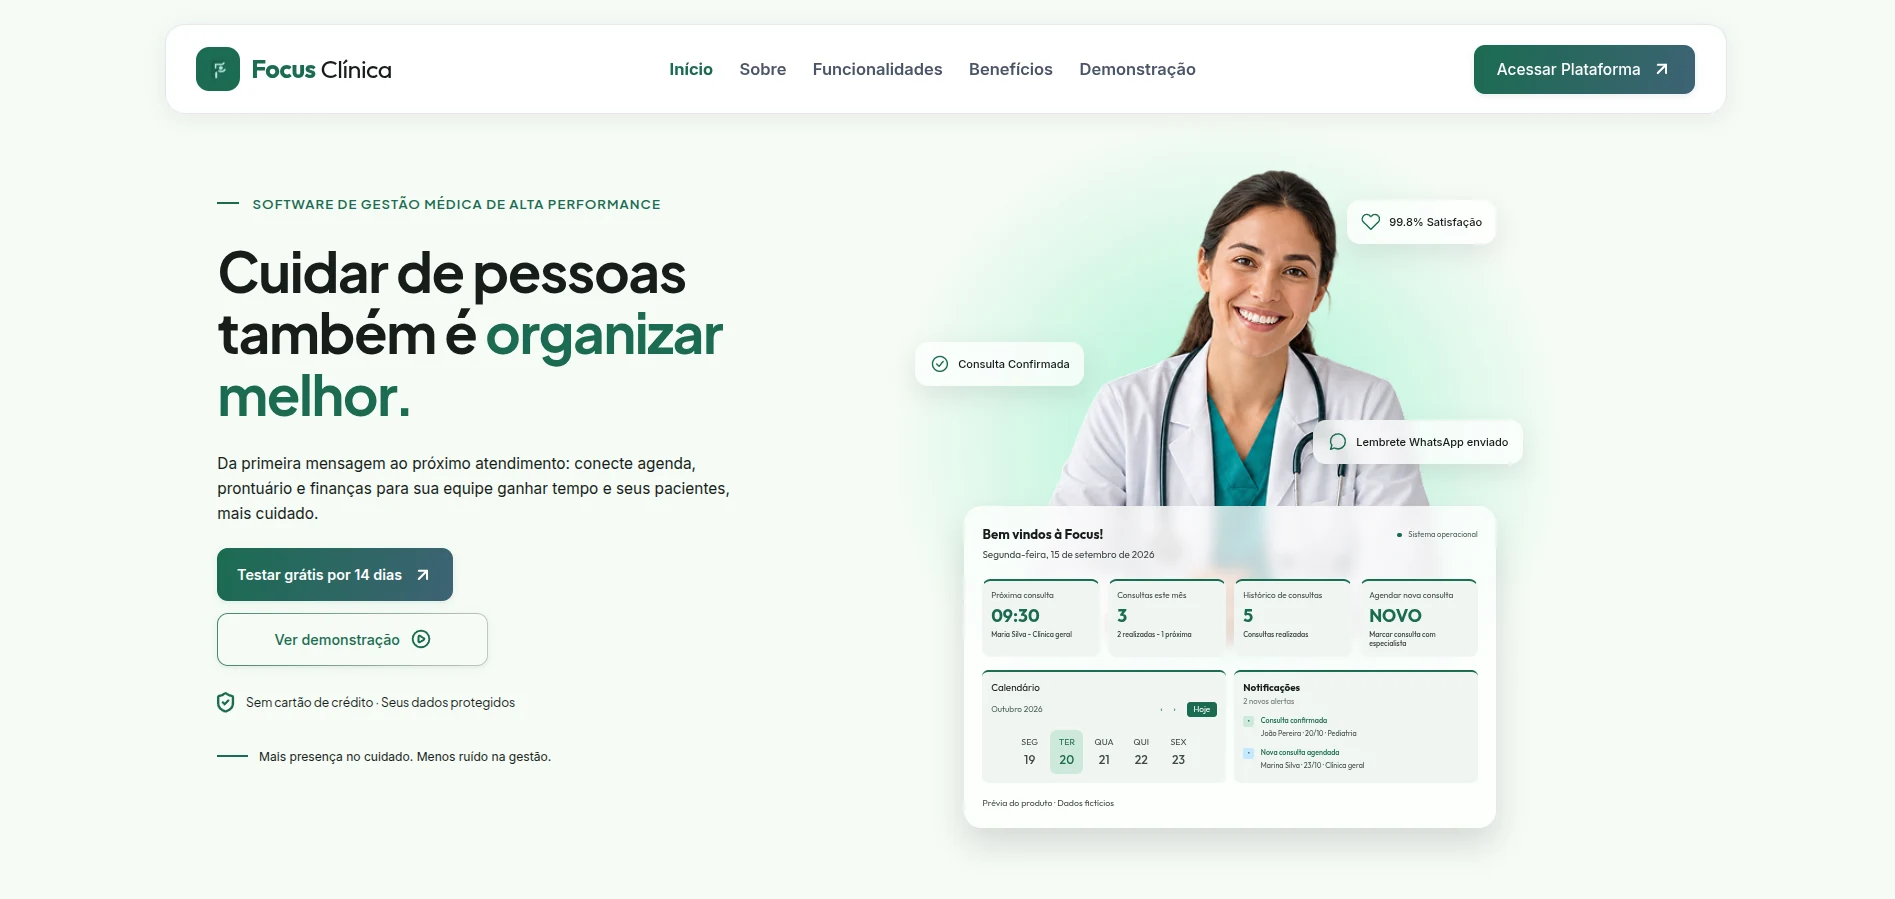 Focus Clínica
Início
Sobre
Funcionalidades
Benefícios
Demonstração
Acessar Plataforma
SOFTWARE DE GESTÃO MÉDICA DE ALTA PERFORMANCE
Cuidar de pessoas
também é organizar
melhor.
Da primeira mensagem ao próximo atendimento: conecte agenda,
prontuário e finanças para sua equipe ganhar tempo e seus pacientes,
mais cuidado.
Testar grátis por 14 dias
Ver demonstração
Sem cartão de crédito · Seus dados protegidos
Mais presença no cuidado. Menos ruído na gestão.
99.8% Satisfação
Consulta Confirmada
Lembrete WhatsApp enviado
Bem vindos à Focus!
Sistema operacional
Segunda-feira, 15 de setembro de 2026
Próxima consulta
09:30
Maria Silva - Clínica geral
Consultas este mês
3
2 realizadas - 1 próxima
Histórico de consultas
5
Consultas realizadas
Agendar nova consulta
NOVO
Marcar consulta com
especialista
Calendário
Outubro 2026
‹ ›
Hoje
SEG TER QUA QUI SEX
19 20 21 22 23
Notificações
2 novos alertas
Consulta confirmada
João Pereira · 20/10 · Pediatria
Nova consulta agendada
Marina Silva · 23/10 · Clínica geral
Prévia do produto · Dados fictícios